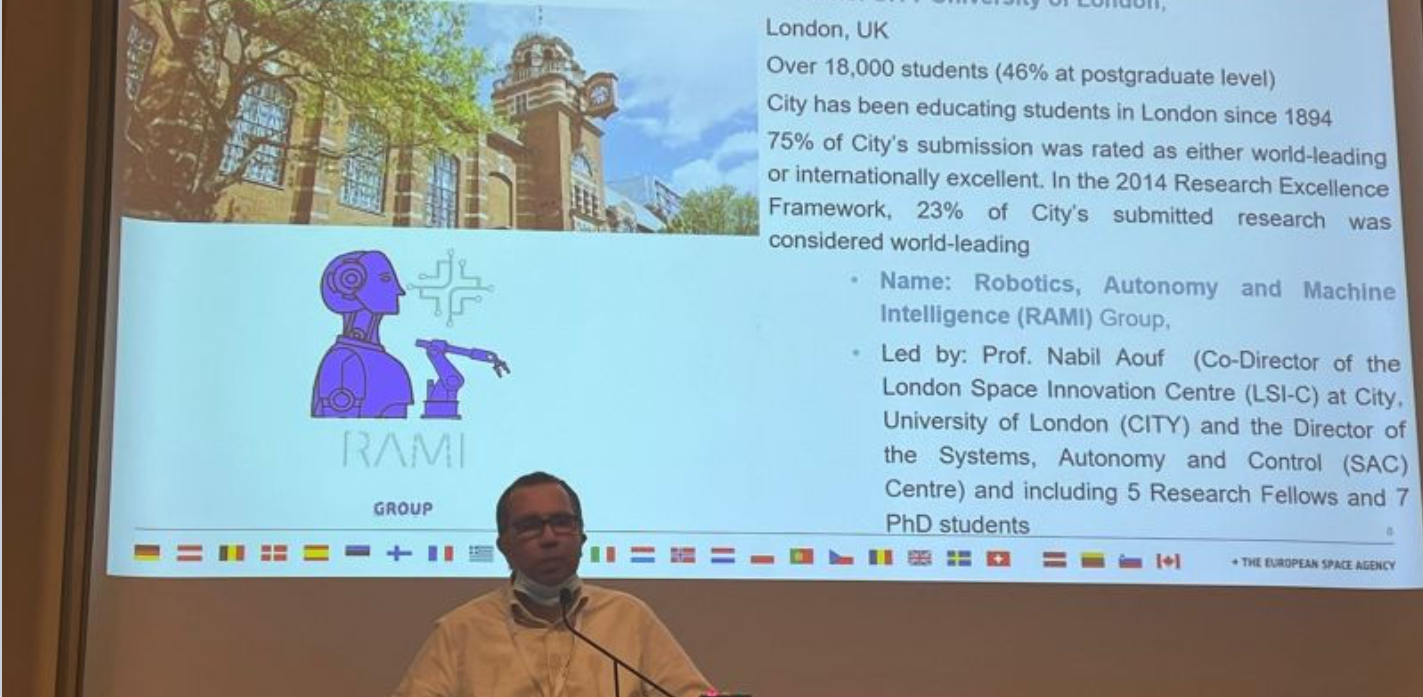 University of London,
London, UK
Over 18,000 students (46% at postgraduate level)
City has been educating students in London since 1894
75% of City's submission was rated as either world-leading
or internationally excellent. In the 2014 Research Excellence
Framework, 23% of City's submitted research was
considered world-leading
• Name: Robotics, Autonomy and Machine
Intelligence (RAMI) Group,
• Led by: Prof. Nabil Aouf (Co-Director of the
London Space Innovation Centre (LSI-C) at City,
University of London (CITY) and the Director of
the Systems, Autonomy and Control (SAC)
Centre) and including 5 Research Fellows and 7
PhD students
RAMI
GROUP
→ THE EUROPEAN SPACE AGENCY